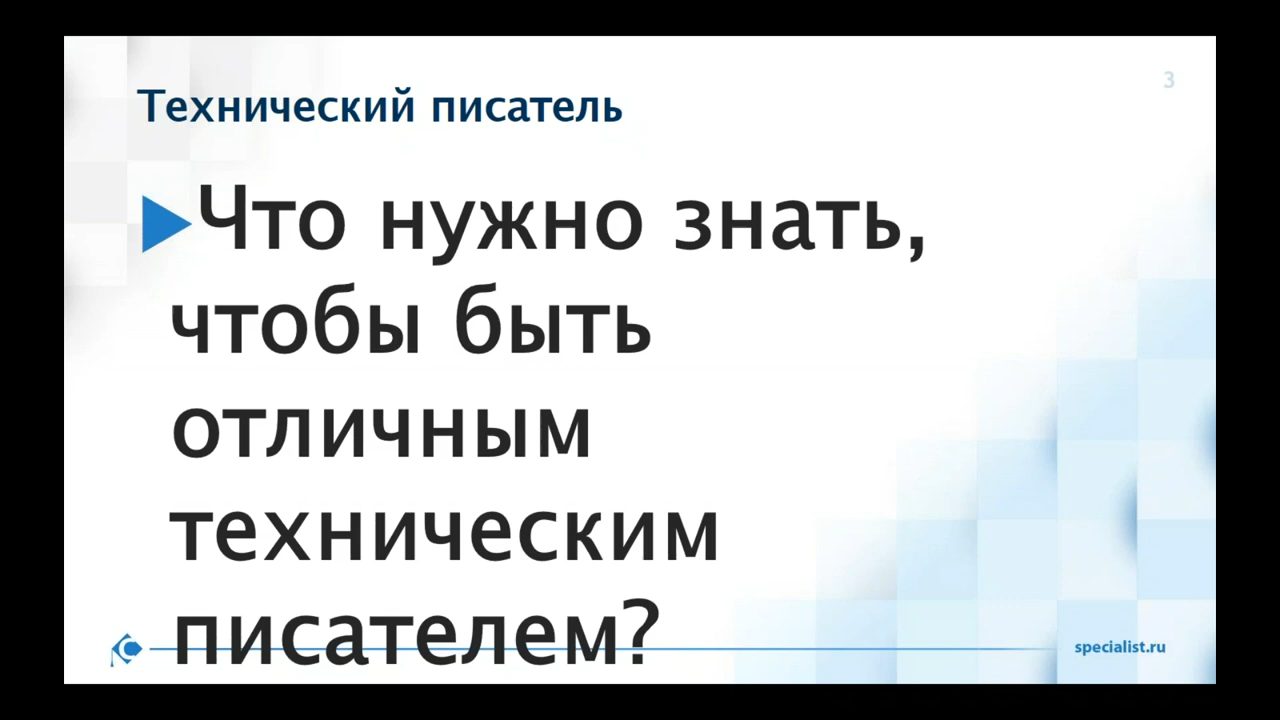 3
Технический писатель
Что нужно знать,
чтобы быть
отличным
техническим
писателем?
specialist.ru